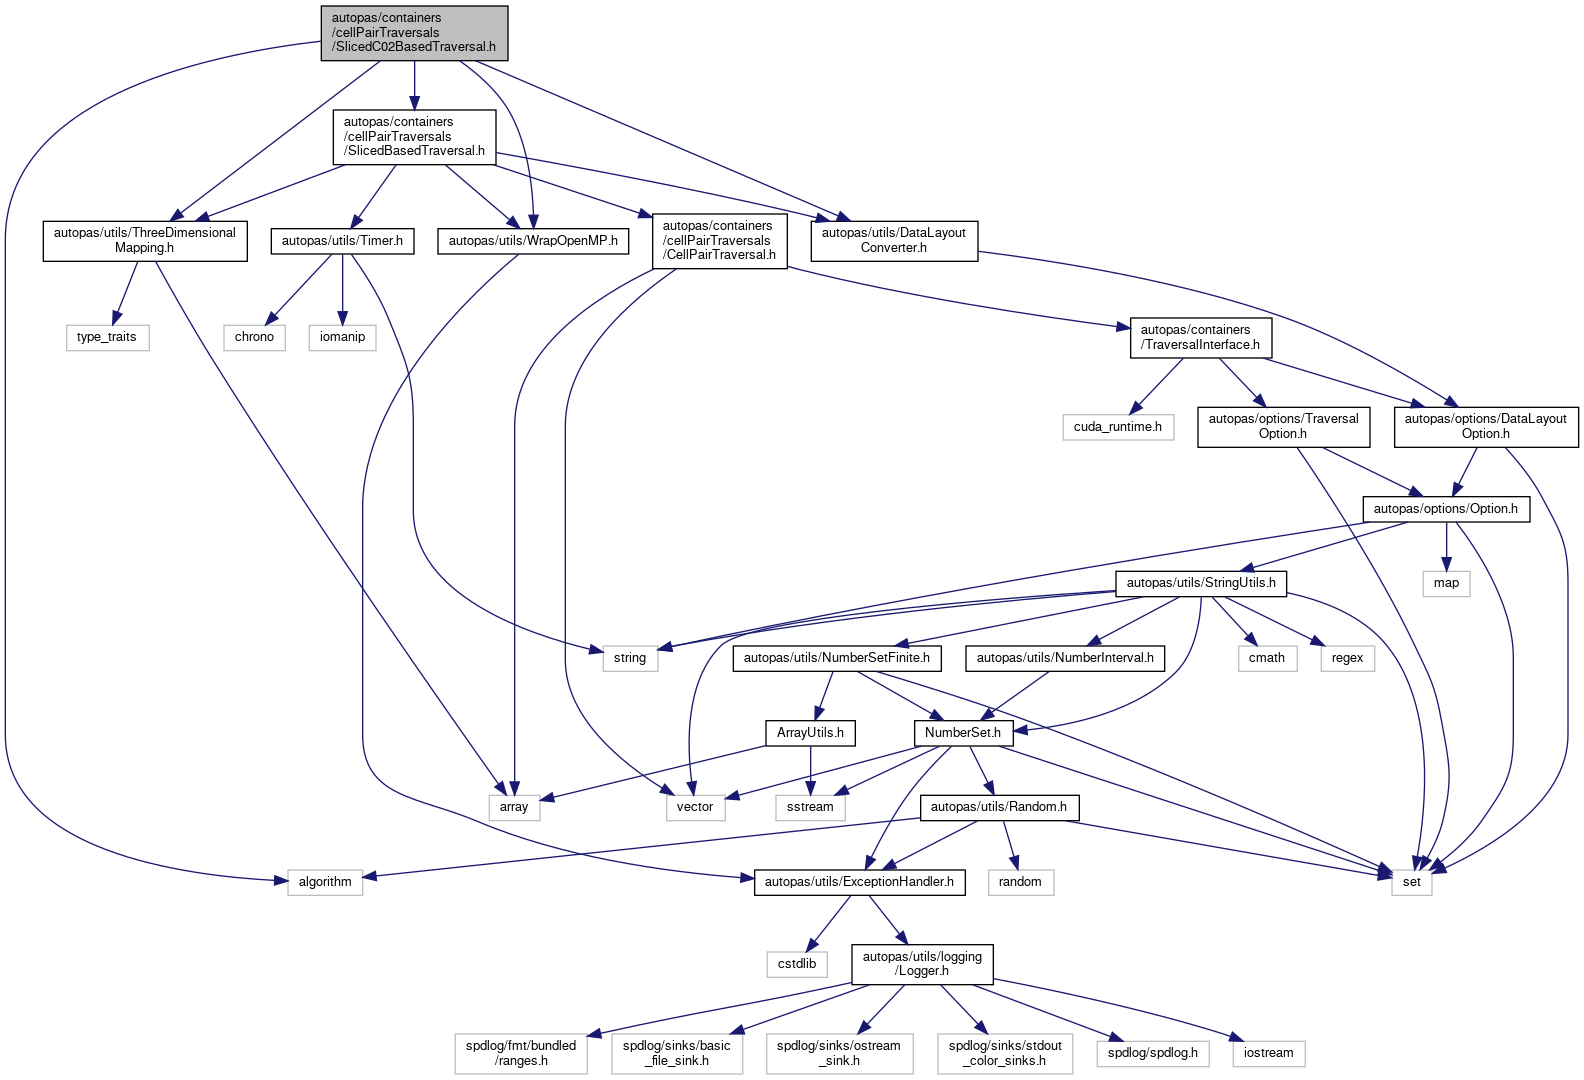 autopas/containers
/cellPairTraversals
/SlicedC02BasedTraversal.h
autopas/containers
/cellPairTraversals
/SlicedBasedTraversal.h
autopas/utils/ThreeDimensional
Mapping.h
autopas/utils/Timer.h
autopas/utils/WrapOpenMP.h
autopas/containers
/cellPairTraversals
/CellPairTraversal.h
autopas/utils/DataLayout
Converter.h
type_traits
chrono
iomanip
autopas/containers
/TraversalInterface.h
cuda_runtime.h
autopas/options/Traversal
Option.h
autopas/options/DataLayout
Option.h
autopas/options/Option.h
autopas/utils/StringUtils.h
map
string
autopas/utils/NumberSetFinite.h
autopas/utils/NumberInterval.h
cmath
regex
ArrayUtils.h
NumberSet.h
array
vector
sstream
autopas/utils/Random.h
algorithm
autopas/utils/ExceptionHandler.h
random
set
cstdlib
autopas/utils/logging
/Logger.h
spdlog/fmt/bundled
/ranges.h
spdlog/sinks/basic
_file_sink.h
spdlog/sinks/ostream
_sink.h
spdlog/sinks/stdout
_color_sinks.h
spdlog/spdlog.h
iostream